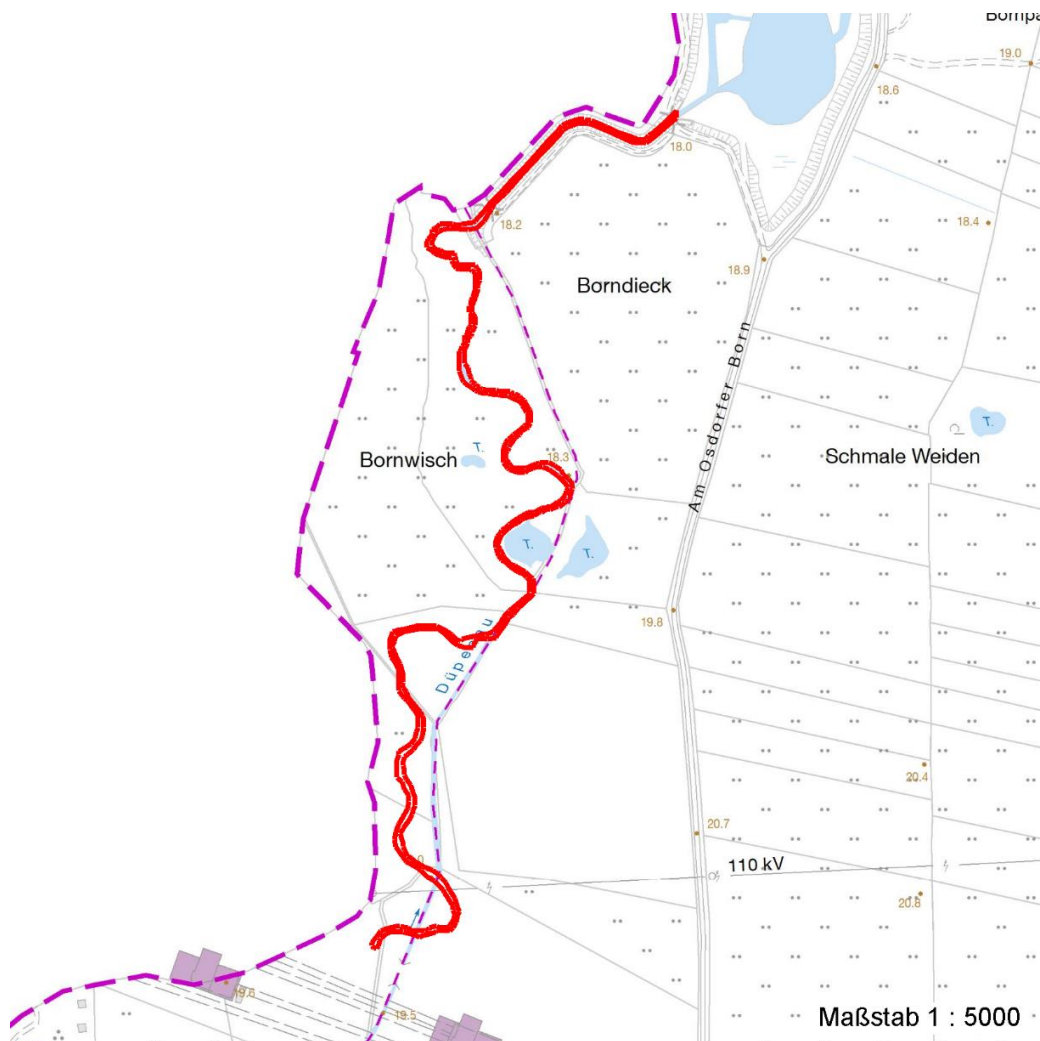 19.0
18.6
18.0
18.2
18.4
18.9
Borndieck
Am Osdorfer Born
T.
T.
Bornwisch
18.3
Schmale Weiden
T.
T.
19.8
Düpenau
20.4
20.7
110 kV
20.8
19.6
19.5
Maßstab 1 : 5000